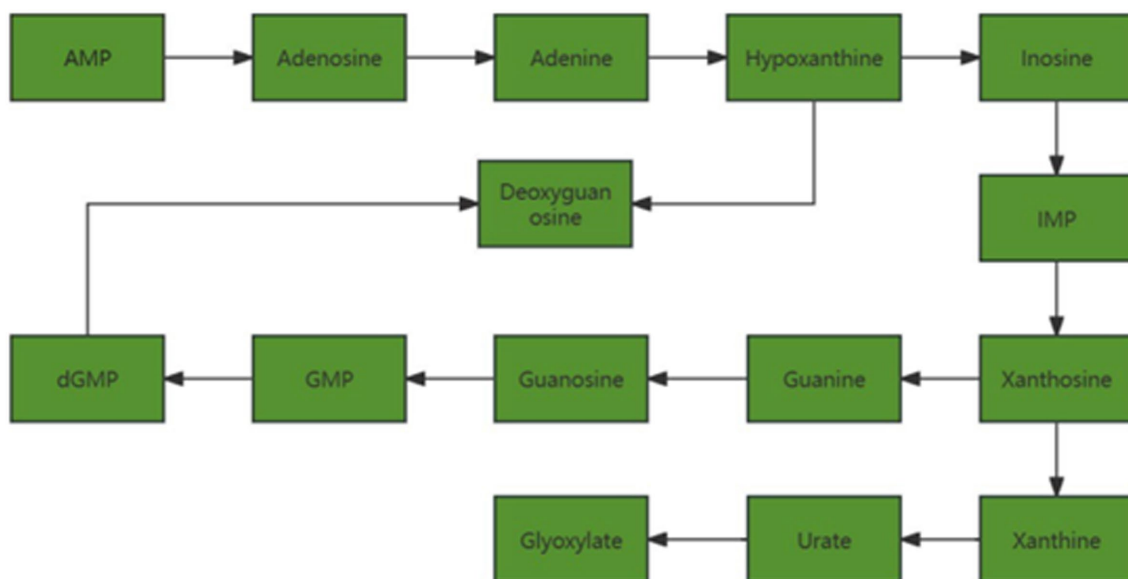 AMP
Adenosine
Adenine
Hypoxanthine
Inosine
Deoxyguan
osine
IMP
dGMP
GMP
Guanosine
Guanine
Xanthosine
Glyoxylate
Urate
Xanthine